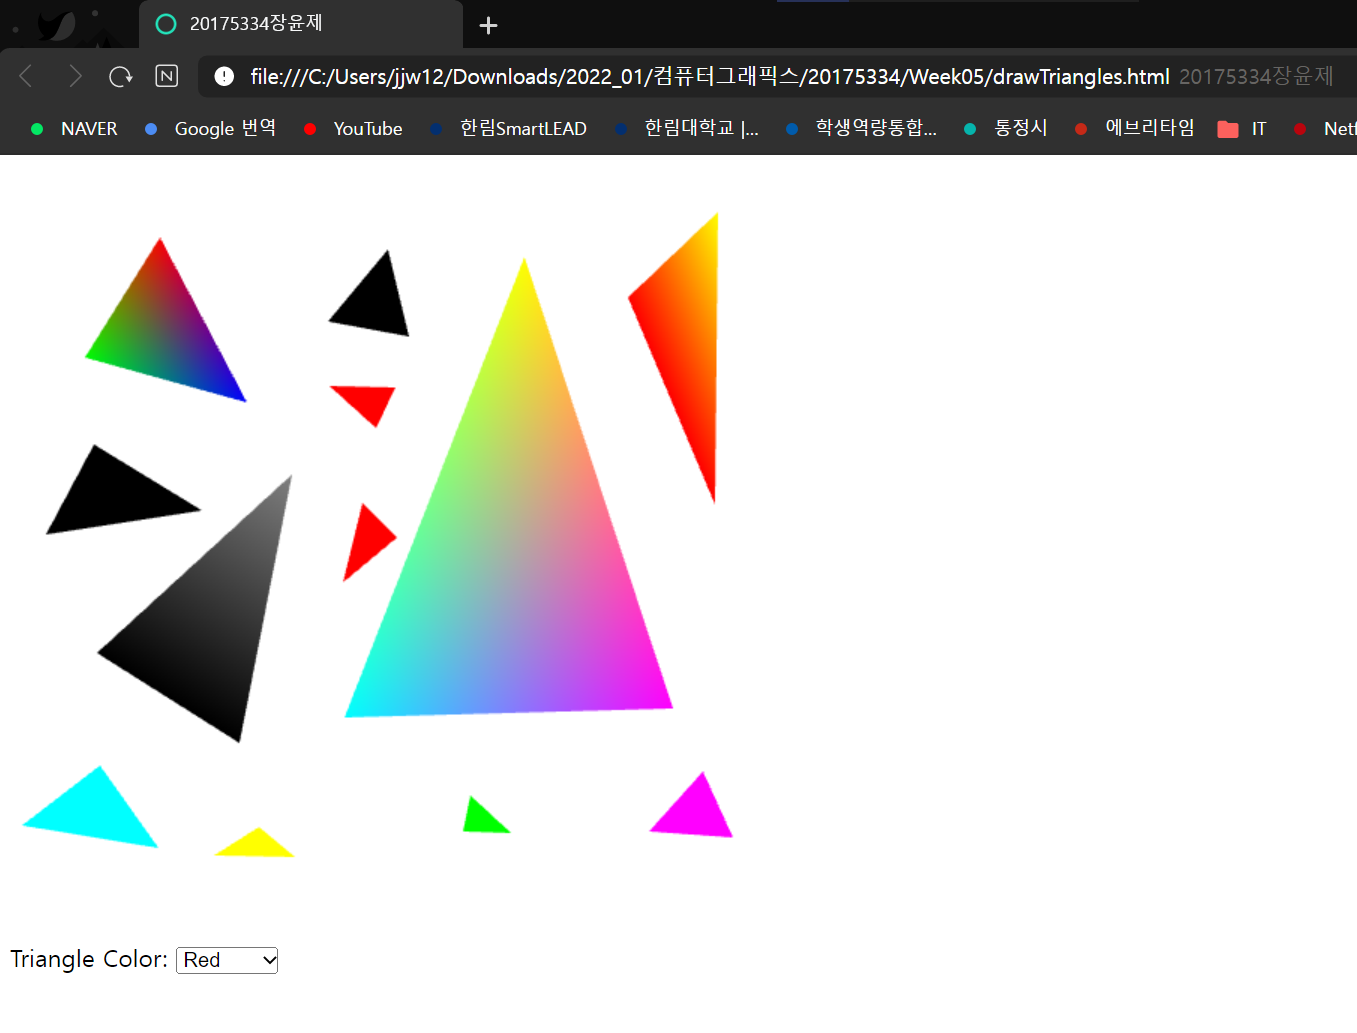 20175334장윤제
file:///C:/Users/jjw12/Downloads/2022_01/컴퓨터그래픽스/20175334/Week05/drawTriangles.html 20175334장윤제
NAVER Google 번역 YouTube 한림SmartLEAD 한림대학교 |... 학생역량통합... 통정시 에브리타임 IT Netf
Triangle Color: Red